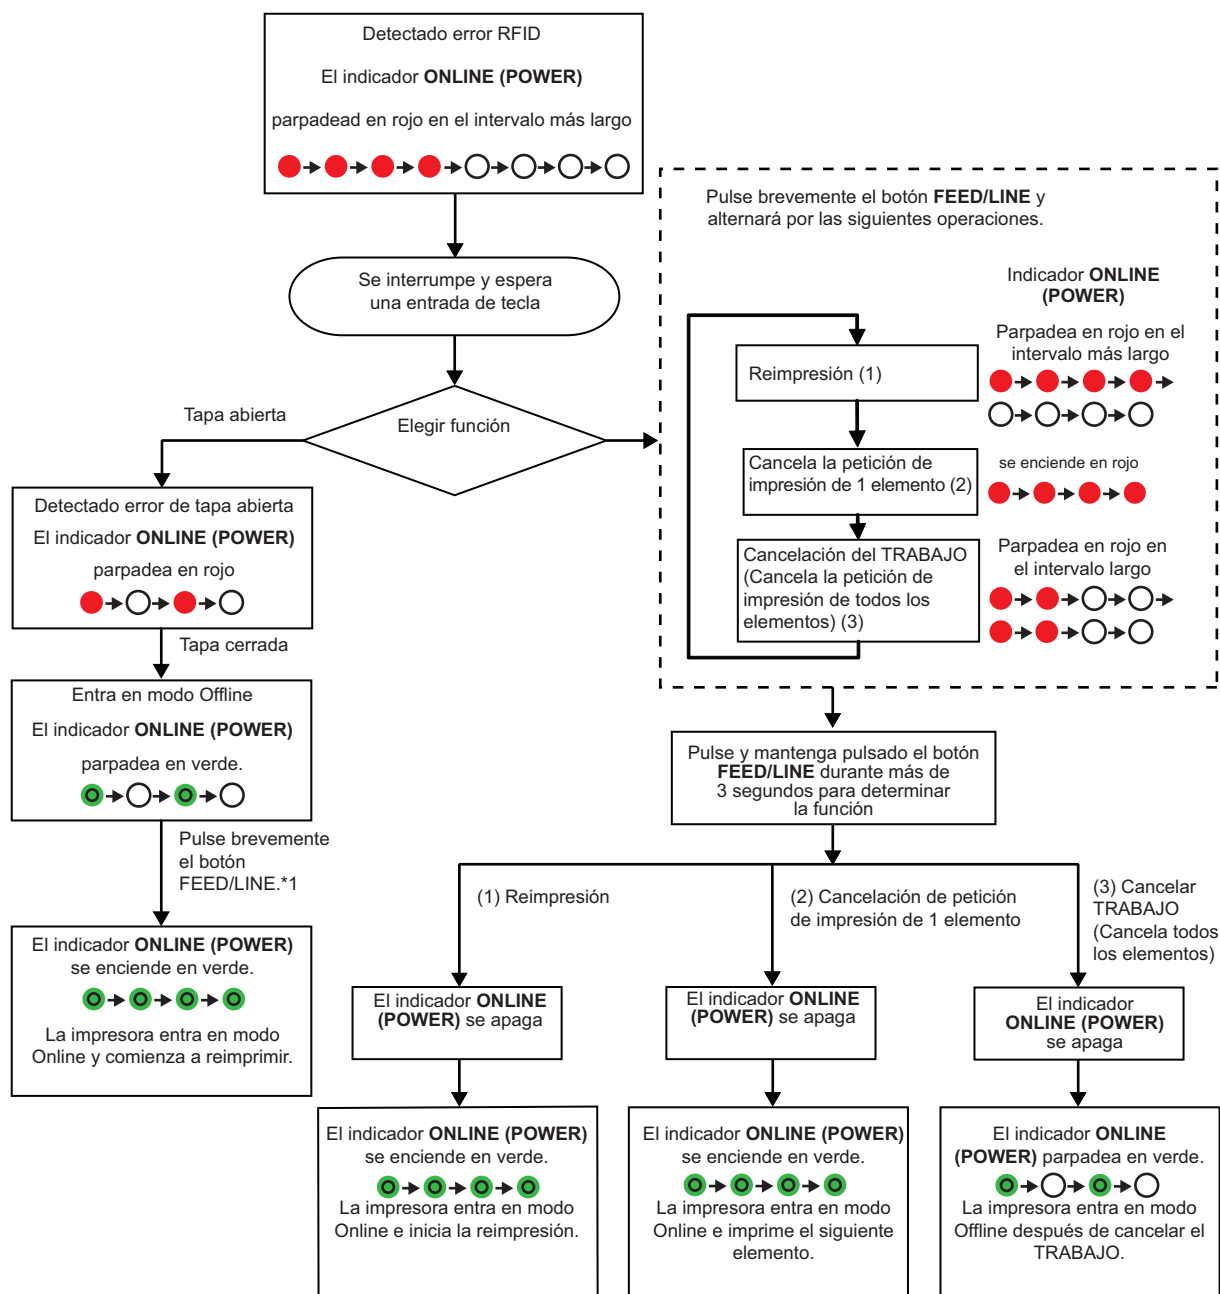 Detectado error RFID
El indicador ONLINE (POWER)
parpadead en rojo en el intervalo más largo
Se interrumpe y espera
una entrada de tecla
Elegir función
Tapa abierta
Detectado error de tapa abierta
El indicador ONLINE (POWER)
parpadea en rojo
Tapa cerrada
Entra en modo Offline
El indicador ONLINE (POWER)
parpadea en verde.
Pulse brevemente
el botón
FEED/LINE.*1
El indicador ONLINE (POWER)
se enciende en verde.
La impresora entra en modo
Online y comienza a reimprimir.
Pulse brevemente el botón FEED/LINE y
alternará por las siguientes operaciones.
Indicador ONLINE
(POWER)
Reimpresión (1)
Parpadea en rojo en el
intervalo más largo
Cancela la petición de
impresión de 1 elemento (2)
se enciende en rojo
Cancelación del TRABAJO
(Cancela la petición de
impresión de todos los
elementos) (3)
Parpadea en rojo en
el intervalo largo
Pulse y mantenga pulsado el botón
FEED/LINE durante más de
3 segundos para determinar
la función
(1) Reimpresión
(2) Cancelación de petición
de impresión de 1 elemento
(3) Cancelar
TRABAJO
(Cancela todos
los elementos)
El indicador ONLINE
(POWER) se apaga
El indicador ONLINE
(POWER) se apaga
El indicador
ONLINE (POWER)
se apaga
El indicador ONLINE (POWER)
se enciende en verde.
La impresora entra en modo
Online e inicia la reimpresión.
El indicador ONLINE (POWER)
se enciende en verde.
La impresora entra en modo
Online e imprime el siguiente
elemento.
El indicador ONLINE
(POWER) parpadea en verde.
La impresora entra en modo
Offline después de cancelar el
TRABAJO.